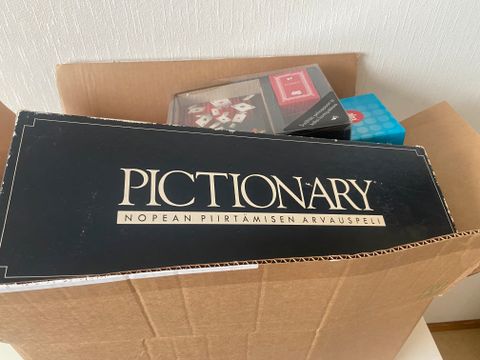 PICTIONARY
NOPEAN PIIRTÄMISEN ARVAUSPELI